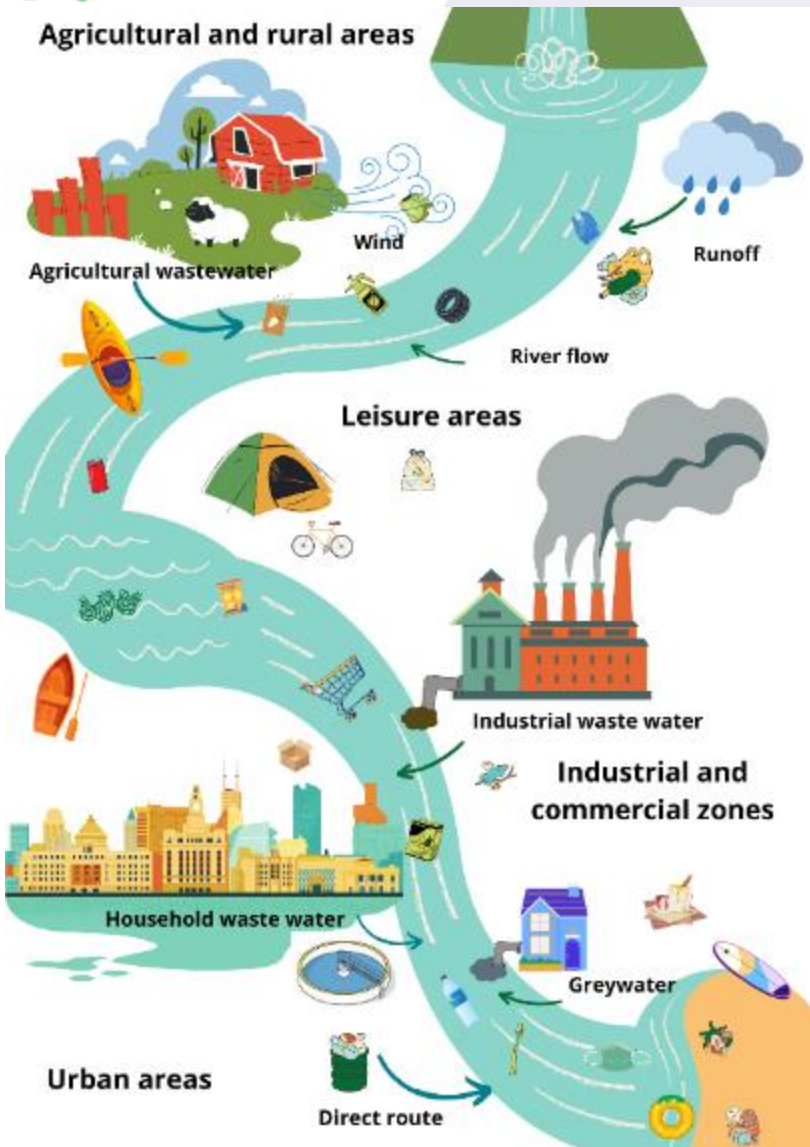 Agricultural and rural areas
Wind
Runoff
Agricultural wastewater
River flow
Leisure areas
Industrial waste water
Industrial and
commercial zones
Household waste water
Greywater
Urban areas
Direct route